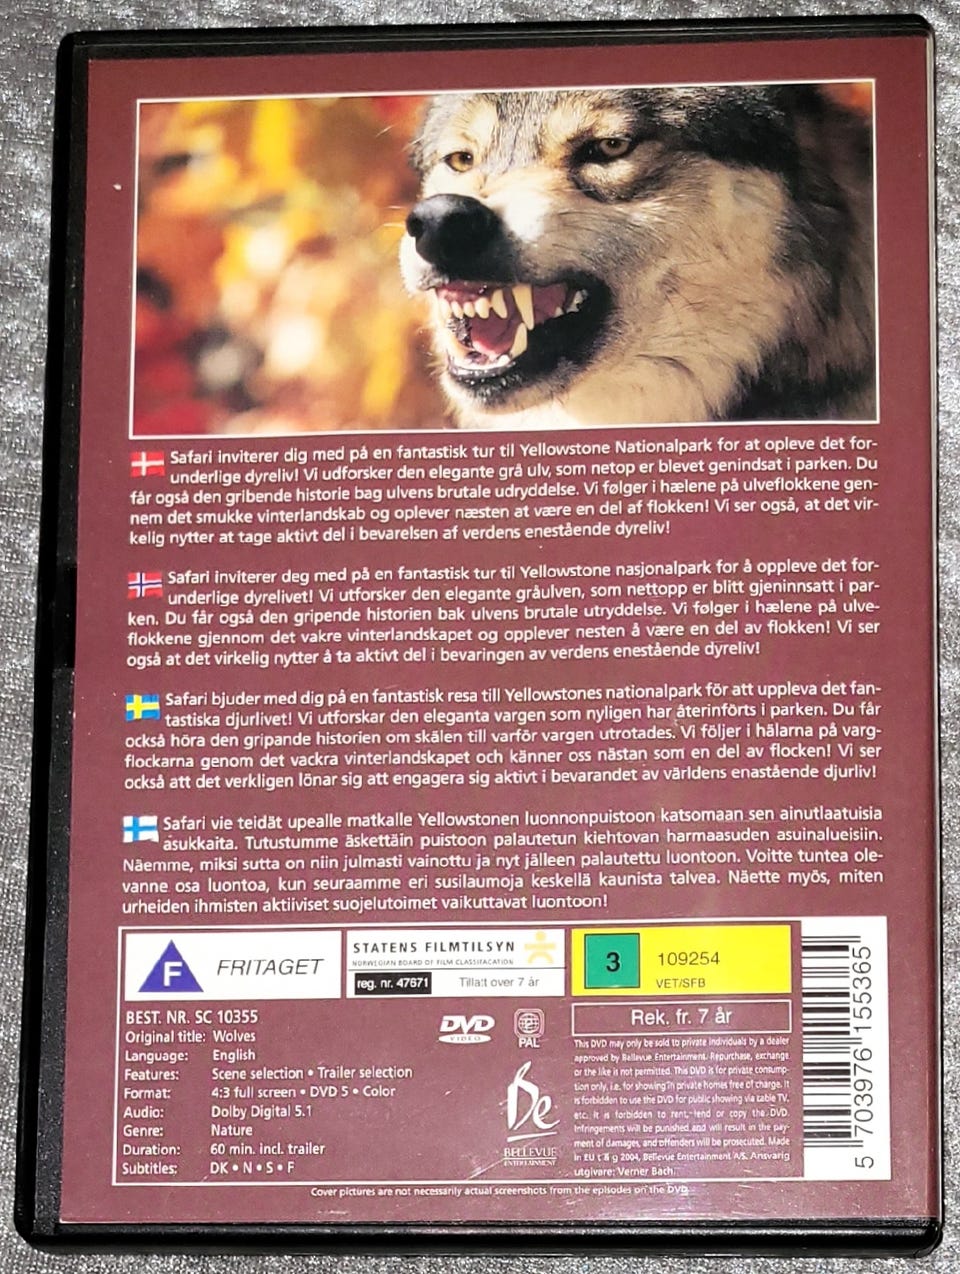 Safari inviterer dig med på en fantastisk tur til Yellowstone Nationalpark for at opleve det for-
underlige dyreliv! Vi udforsker den elegante grå ulv, som netop er blevet genindsat i parken. Du
får også den gribende historie bag ulvens brutale udryddelse. Vi følger i hælene på ulveflokkene gen-
nem det smukke vinterlandskab og oplever næsten at være en del af flokken! Vi ser også, at det vir-
kelig nytter at tage aktivt del i bevarelsen af verdens enestående dyreliv!
Safari inviterer deg med på en fantastisk tur til Yellowstone nasjonalpark for å oppleve det for-
underlige dyrelivet! Vi utforsker den elegante gråulven, som nettopp er blitt gjeninnsatt i par-
ken. Du får også den gripende historien bak ulvens brutale utryddelse. Vi følger i hælene på ulve-
flokkene gjennom det vakre vinterlandskapet og opplever nesten å være en del av flokken! Vi ser
også at det virkelig nytter å ta aktivt del i bevaringen av verdens enestående dyreliv!
Safari bjuder med dig på en fantastisk resa till Yellowstones nationalpark för att uppleva det fan-
tastiska djurlivet! Vi utforskar den eleganta vargen som nyligen har återinförts i parken. Du får
också höra den gripande historien om skälen till varför vargen utrotades. Vi följer i hälarna på varg-
flockarna genom det vackra vinterlandskapet och känner oss nästan som en del av flocken! Vi ser
också att det verkligen lönar sig att engagera sig aktivt i bevarandet av världens enastående djurliv!
Safari vie teidät upealle matkalle Yellowstonen luonnonpuistoon katsomaan sen ainutlaatuisia
asukkaita. Tutustumme äskettäin puistoon palautetun kiehtovan harmaasuden asuinalueisiin.
Näemme, miksi sutta on niin julmasti vainottu ja nyt jälleen palautettu luontoon. Voitte tuntea ole-
vanne osa luontoa, kun seuraamme eri susilaumoja keskellä kaunista talvea. Näette myös, miten
urheiden ihmisten aktiiviset suojelutoimet vaikuttavat luontoon!
F FRITAGET
STATENS FILMTILSYN
NORWEGIAN BOARD OF FILM CLASSIFICATION
reg. nr. 47671 Tillatt over 7 år
3 109254
VET/SFB
Rek. fr. 7 år
BEST. NR. SC 10355
Original title: Wolves
Language: English
Features: Scene selection • Trailer selection
Format: 4:3 full screen • DVD 5 • Color
Audio: Dolby Digital 5.1
Genre: Nature
Duration: 60 min. incl. trailer
Subtitles: DK • N • S • F
DVD
VIDEO
2
PAL
Be
BELLEVUE
ENTERTAINMENT
This DVD may only be sold to private individuals by a dealer
approved by Bellevue Entertainment. Repurchase, exchange
or the like is not permitted. This DVD is for private consump-
tion only, i.e. for showing in private homes free of charge. It
is forbidden to use the DVD for public showing via cable TV,
etc. It is forbidden to rent, lend or copy the DVD.
Infringements will be punished and will result in the pay-
ment of damages, and offenders will be prosecuted. Made
in EU 2004, Bellevue Entertainment A/S. Ansvarig
utgivare: Verner Bach.
5 703976 155365
Cover pictures are not necessarily actual screenshots from the episodes on the DVD